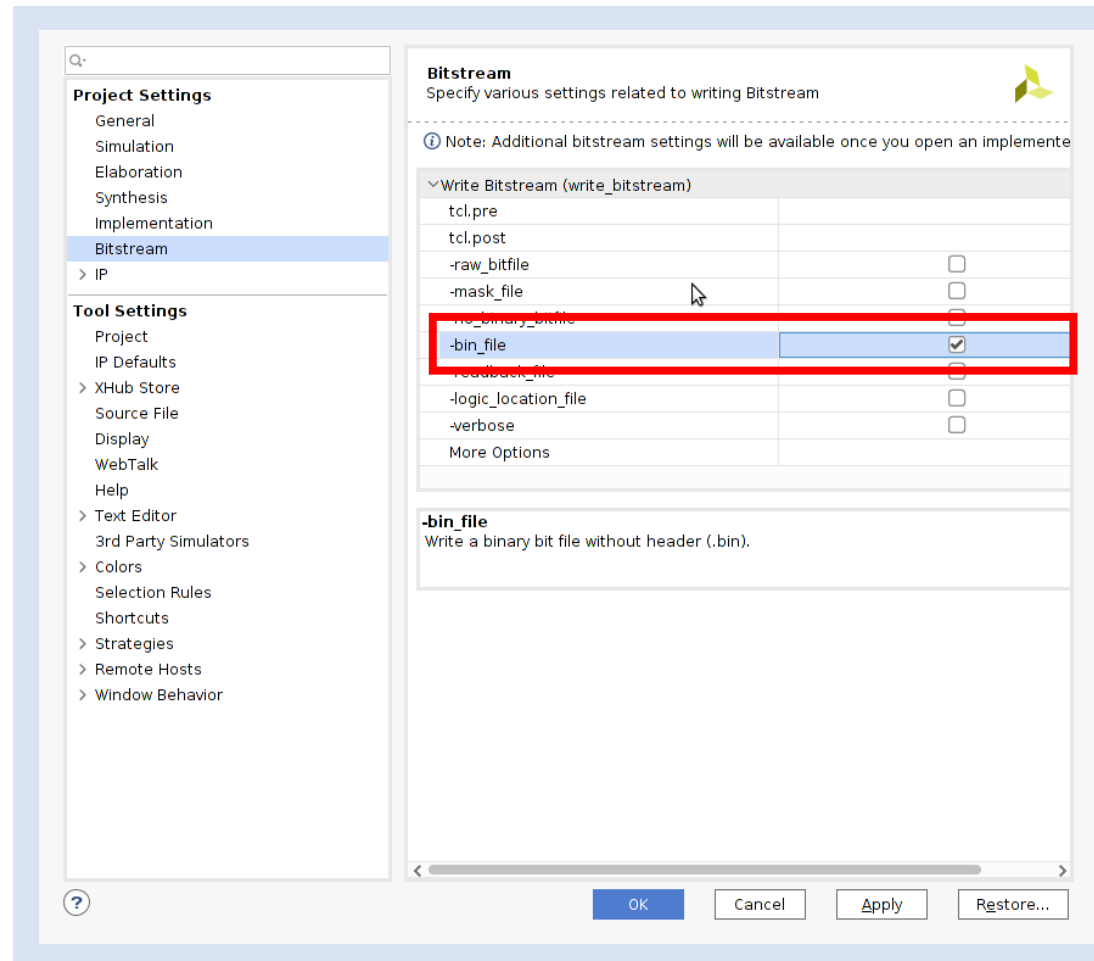 Project Settings
General
Simulation
Elaboration
Synthesis
Implementation
Bitstream
IP
Tool Settings
Project
IP Defaults
XHub Store
Source File
Display
WebTalk
Help
Text Editor
3rd Party Simulators
Colors
Selection Rules
Shortcuts
Strategies
Remote Hosts
Window Behavior
Bitstream
Specify various settings related to writing Bitstream
Note: Additional bitstream settings will be available once you open an implemente
Write Bitstream (write_bitstream)
tcl.pre
tcl.post
-raw_bitfile
-mask_file
-no_binary_bitfile
-bin_file
-readback_file
-logic_location_file
-verbose
More Options
-bin_file
Write a binary bit file without header (.bin).
?
OK
Cancel
Apply
Restore...